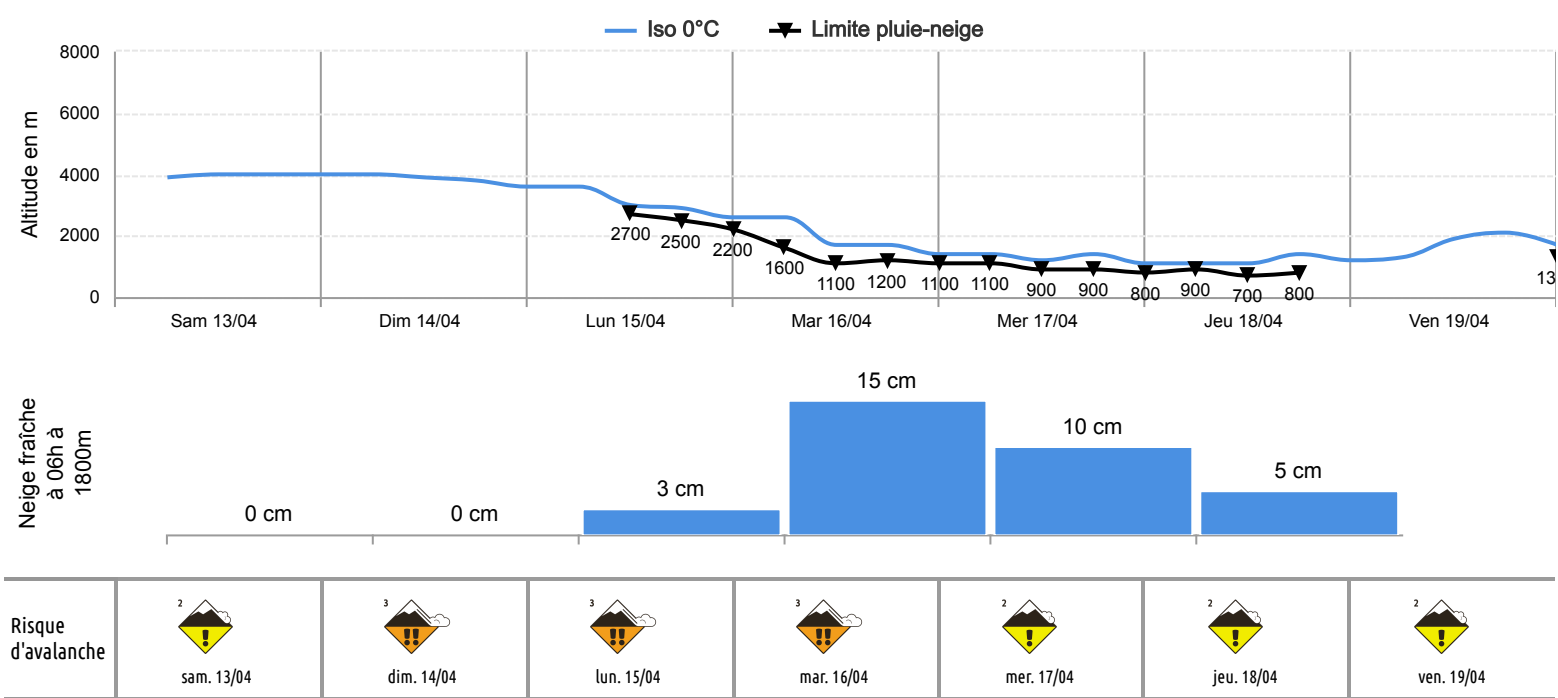 Iso 0°C Limite pluie-neige
Altitude en m
8000
6000
4000
2000
0
2700 2500 2200 1600 1100 1200 1100 1100 900 900 800 900 700 800
Sam 13/04 Dim 14/04 Lun 15/04 Mar 16/04 Mer 17/04 Jeu 18/04 Ven 19/04
Neige fraîche
à 06h à
1800m
0 cm 0 cm 3 cm 15 cm 10 cm 5 cm
Risque
d'avalanche
2 3 3 3 2 2 2
sam. 13/04 dim. 14/04 lun. 15/04 mar. 16/04 mer. 17/04 jeu. 18/04 ven. 19/04